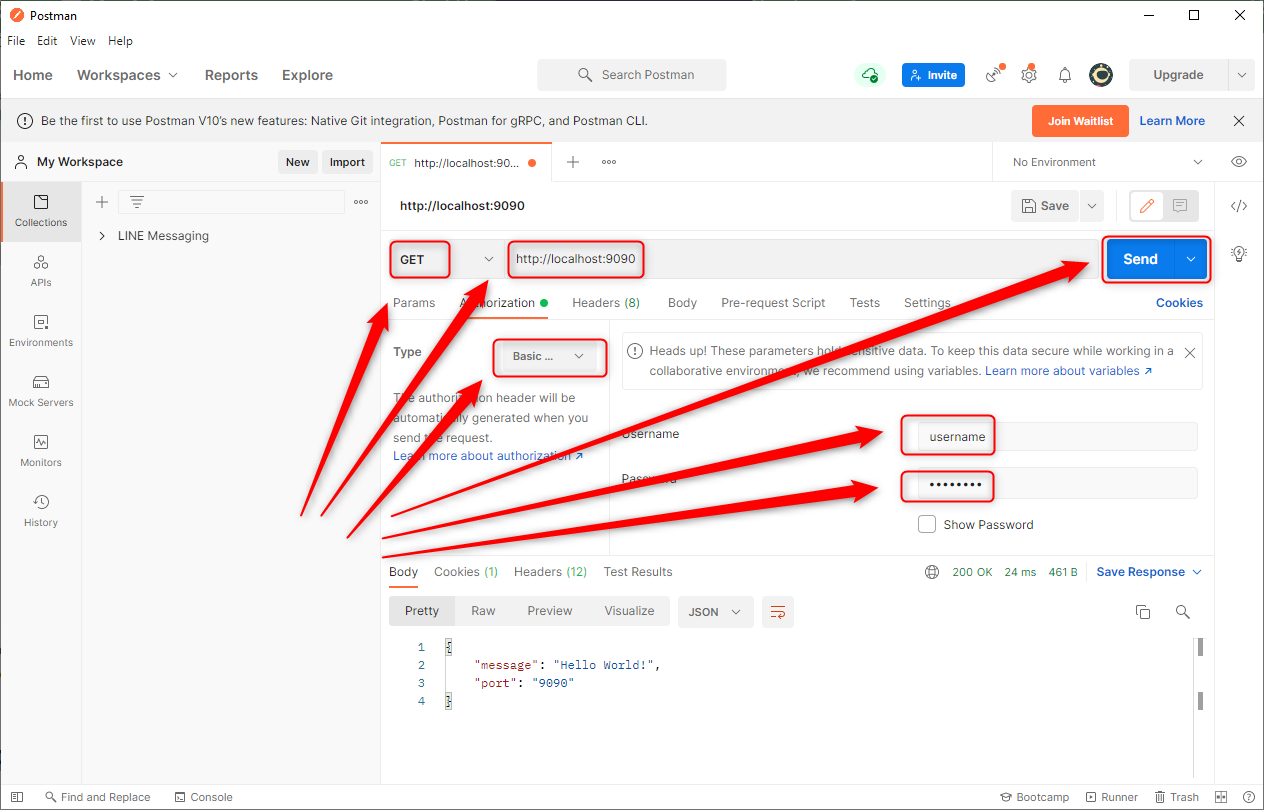 Postman
File Edit View Help
Home Workspaces Reports Explore Search Postman Invite Upgrade
Be the first to use Postman V10's new features: Native Git integration, Postman for gRPC, and Postman CLI. Join Waitlist Learn More
My Workspace New Import GET http://localhost:90... No Environment
Collections
http://localhost:9090 Save
LINE Messaging
APIs
GET http://localhost:9090 Send
Params Authorization Headers (8) Body Pre-request Script Tests Settings Cookies
Environments
Type Basic ... Heads up! These parameters hold sensitive data. To keep this data secure while working in a
collaborative environment, we recommend using variables. Learn more about variables
Mock Servers
The authorization header will be
automatically generated when you
send the request.
Learn more about authorization
Username username
Monitors
Password ••••••••
History
Show Password
Body Cookies (1) Headers (12) Test Results 200 OK 24 ms 461 B Save Response
Pretty Raw Preview Visualize JSON
1 {
2 "message": "Hello World!",
3 "port": "9090"
4 }
Find and Replace Console Bootcamp Runner Trash